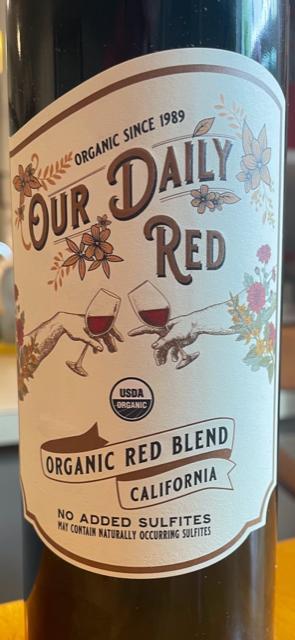 ORGANIC SINCE 1989
OUR DAILY
RED
USDA
ORGANIC
ORGANIC RED BLEND
CALIFORNIA
NO ADDED SULFITES
MAY CONTAIN NATURALLY OCCURRING SULFITES